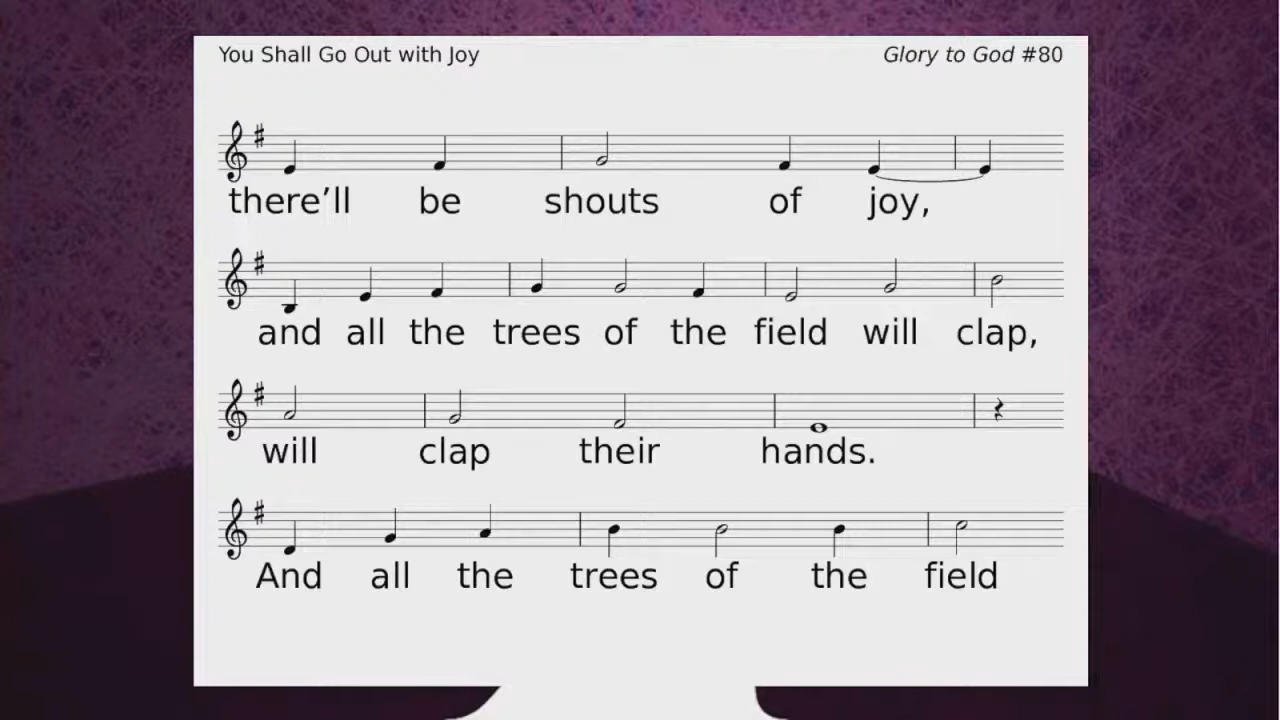 You Shall Go Out with Joy
Glory to God #80
there’ll be shouts of joy,
and all the trees of the field will clap,
will clap their hands.
And all the trees of the field